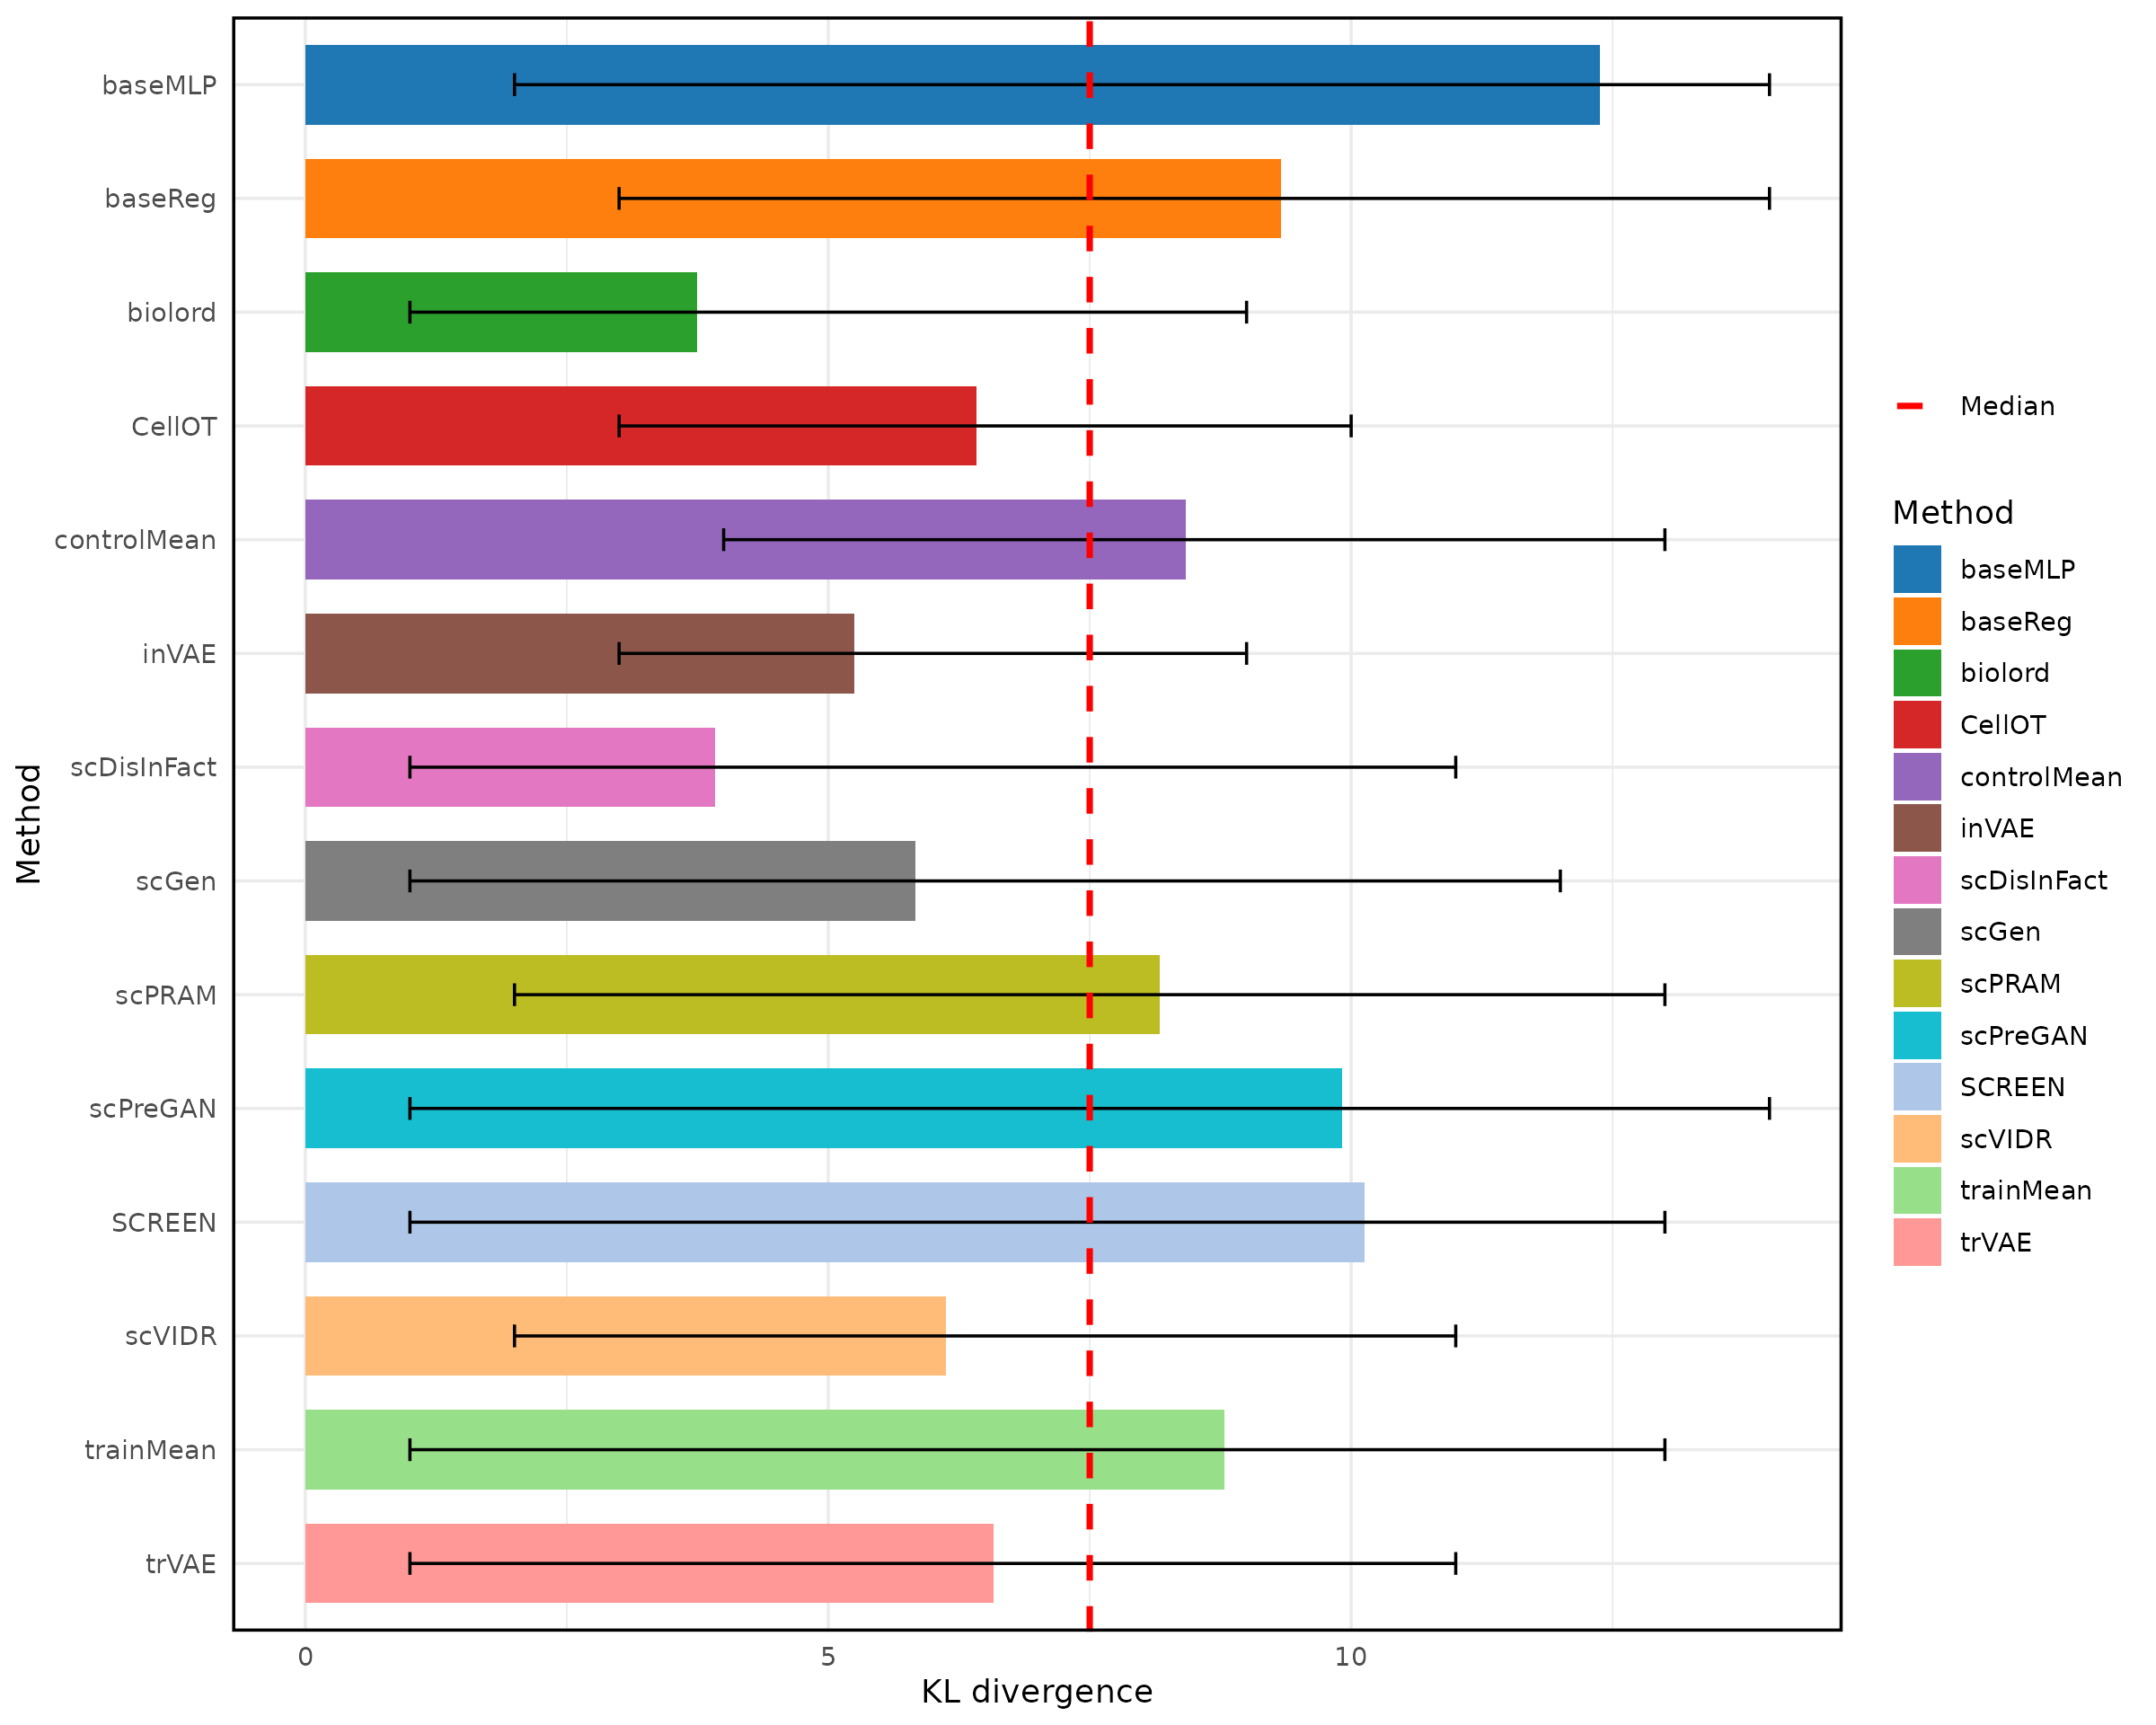 baseMLP
baseReg
biolord
CellOT
controlMean
inVAE
scDisInFact
scGen
scPRAM
scPreGAN
SCREEN
scVIDR
trainMean
trVAE
Method
0 5 10
KL divergence
Median
Method
baseMLP
baseReg
biolord
CellOT
controlMean
inVAE
scDisInFact
scGen
scPRAM
scPreGAN
SCREEN
scVIDR
trainMean
trVAE